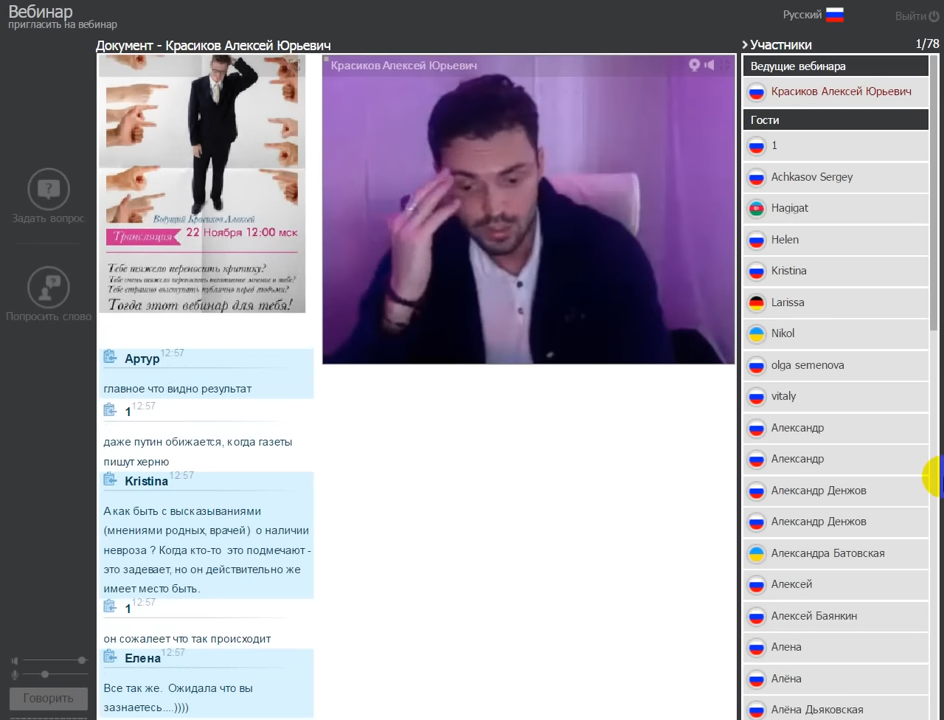 Вебинар
пригласить на вебинар
Русский
Выйти
Документ - Красиков Алексей Юрьевич
Участники
1/78
Задать вопрос
Попросить слово
Говорить
Ведущий Красиков Алексей
Трансляция
22 Ноября 12:00 мск
Тебе тяжело переносить критику?
Тебе страшно выступать публично перед людьми?
Тогда этот вебинар для тебя!
Артур 12:57
главное что видно результат
1 12:57
даже путин обижается, когда газеты
пишут херню
Kristina 12:57
А как быть с высказываниями
(мнениями родных, врачей) о наличии
невроза ? Когда кто-то это подмечают -
это задевает, но он действительно же
имеет место быть.
1 12:57
он сожалеет что так происходит
Елена 12:57
Все так же. Ожидала что вы
зазнаетесь....))))
Красиков Алексей Юрьевич
Ведущие вебинара
Красиков Алексей Юрьевич
Гости
1
Achkasov Sergey
Hagigat
Helen
Kristina
Larissa
Nikol
olga semenova
vitaly
Александр
Александр
Александр Денжов
Александр Денжов
Александра Батовская
Алексей
Алексей Баянкин
Алена
Алёна
Алёна Дьяковская